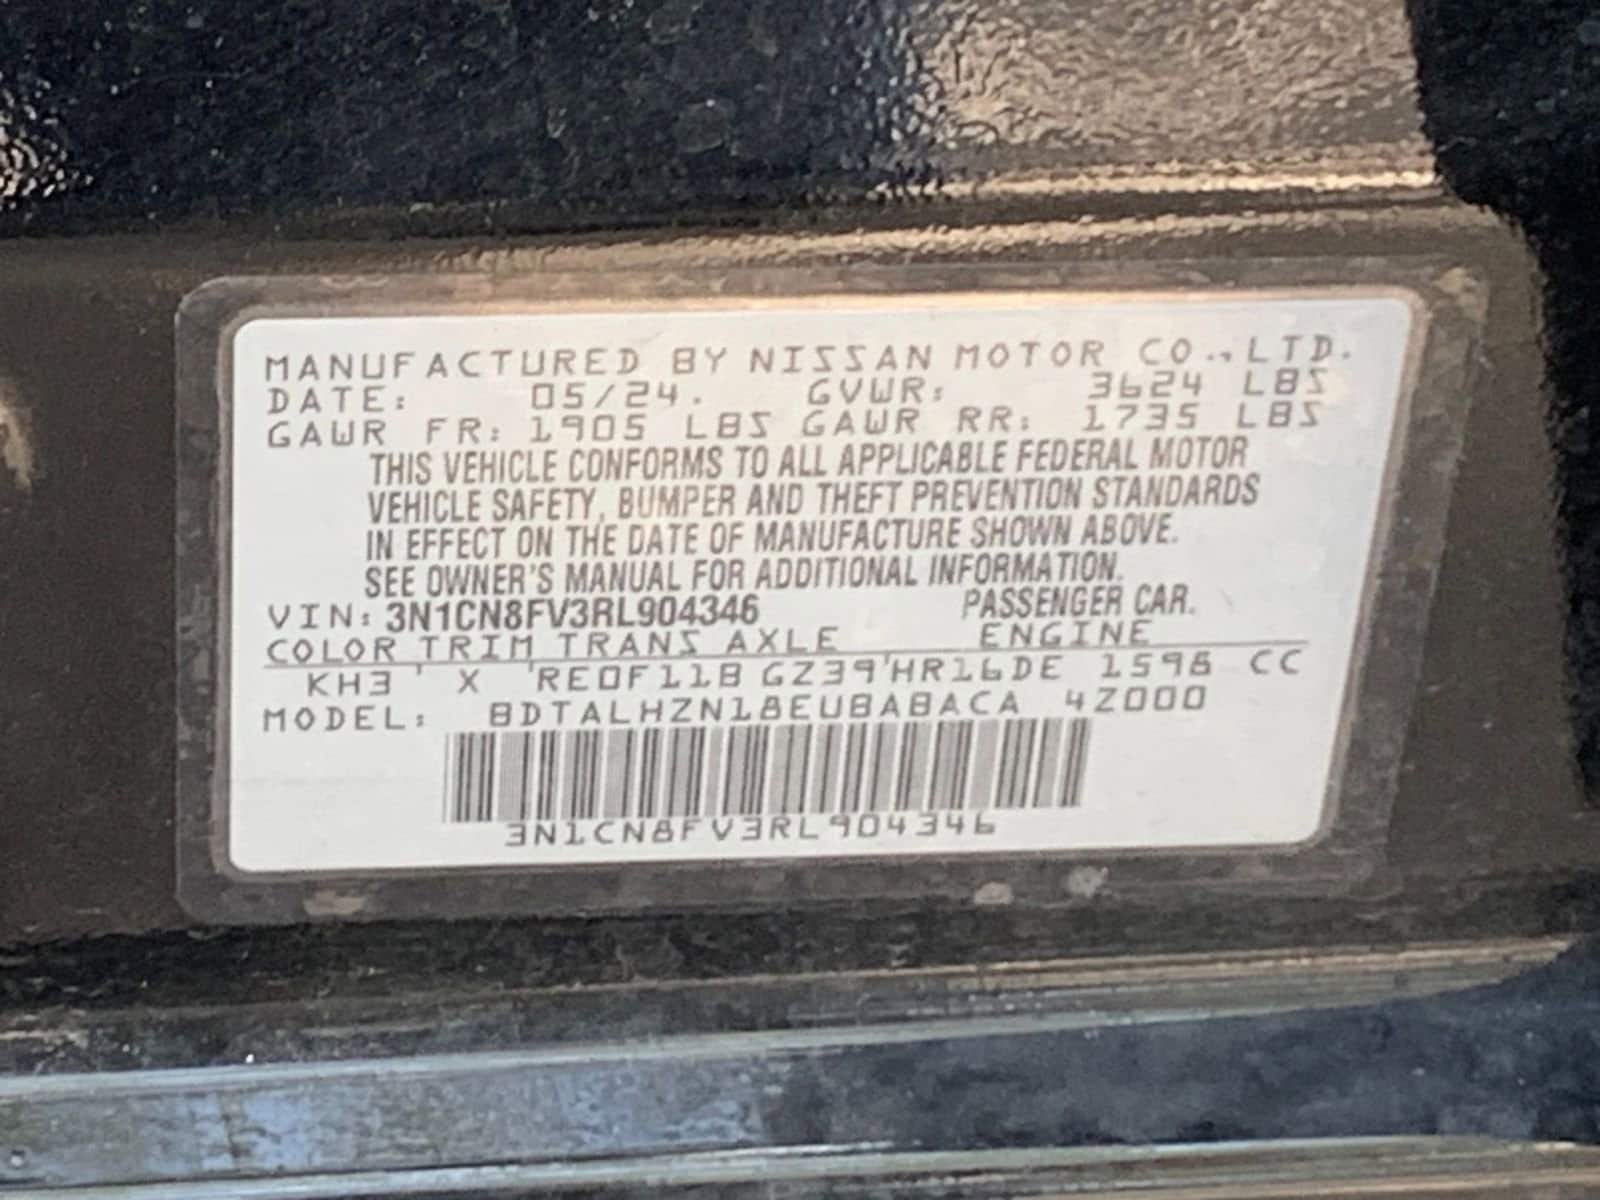 MANUFACTURED BY NISSAN MOTOR CO., LTD.
DATE: 05/24. GVWR: 3624 LBS
GAWR FR: 1905 LBS GAWR RR: 1735 LBS
THIS VEHICLE CONFORMS TO ALL APPLICABLE FEDERAL MOTOR
VEHICLE SAFETY, BUMPER AND THEFT PREVENTION STANDARDS
IN EFFECT ON THE DATE OF MANUFACTURE SHOWN ABOVE.
SEE OWNER'S MANUAL FOR ADDITIONAL INFORMATION.
VIN: 3N1CN8FV3RL904346 PASSENGER CAR.
COLOR TRIM TRANS AXLE ENGINE
KH3 ' X 'RE0F11B GZ39'HR16DE 1598 CC
MODEL: BDTALHZN18EUBABACA 4Z000
3N1CN8FV3RL904346